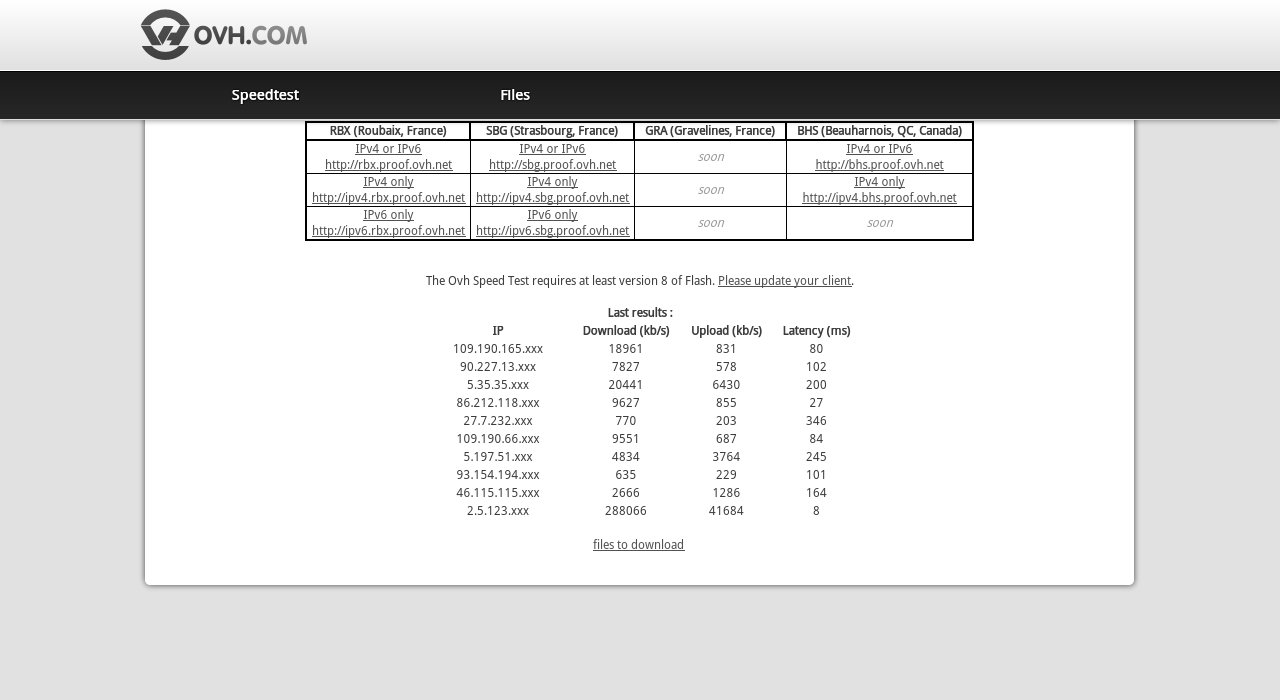 OVH.COM
Speedtest Files
RBX (Roubaix, France) SBG (Strasbourg, France) GRA (Gravelines, France) BHS (Beauharnois, QC, Canada)
IPv4 or IPv6 IPv4 or IPv6 soon IPv4 or IPv6
http://rbx.proof.ovh.net http://sbg.proof.ovh.net http://bhs.proof.ovh.net
IPv4 only IPv4 only soon IPv4 only
http://ipv4.rbx.proof.ovh.net http://ipv4.sbg.proof.ovh.net http://ipv4.bhs.proof.ovh.net
IPv6 only IPv6 only soon soon
http://ipv6.rbx.proof.ovh.net http://ipv6.sbg.proof.ovh.net
The Ovh Speed Test requires at least version 8 of Flash. Please update your client.
Last results :
IP Download (kb/s) Upload (kb/s) Latency (ms)
109.190.165.xxx 18961 831 80
90.227.13.xxx 7827 578 102
5.35.35.xxx 20441 6430 200
86.212.118.xxx 9627 855 27
27.7.232.xxx 770 203 346
109.190.66.xxx 9551 687 84
5.197.51.xxx 4834 3764 245
93.154.194.xxx 635 229 101
46.115.115.xxx 2666 1286 164
2.5.123.xxx 288066 41684 8
files to download